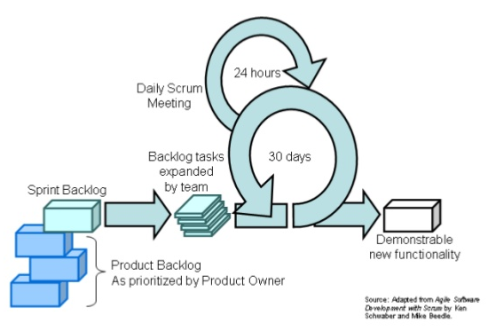 24 hours
Daily Scrum
Meeting
Backlog tasks
expanded
by team
30 days
Sprint Backlog
Product Backlog
As prioritized by Product Owner
Demonstrable
new functionality
Source: Adapted from Agile Software
Development with Scrum by Ken
Schwaber and Mike Beedle.